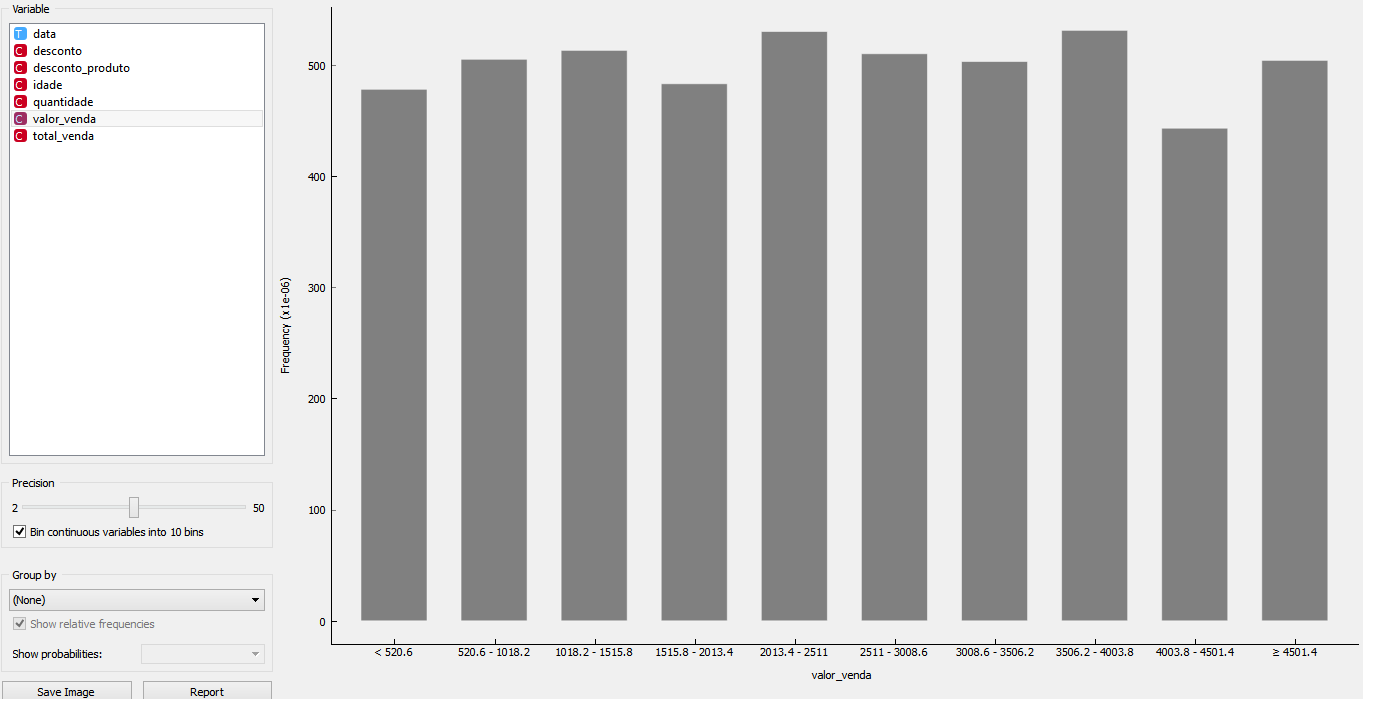 Variable
T data
C desconto
C desconto_produto
C idade
C quantidade
C valor_venda
C total_venda
Precision
2 50
Bin continuous variables into 10 bins
Group by
(None)
Show relative frequencies
Show probabilities:
Save Image Report
Frequency (x1e-06)
500
400
300
200
100
0
< 520.6 520.6 - 1018.2 1018.2 - 1515.8 1515.8 - 2013.4 2013.4 - 2511 2511 - 3008.6 3008.6 - 3506.2 3506.2 - 4003.8 4003.8 - 4501.4 ≥ 4501.4
valor_venda